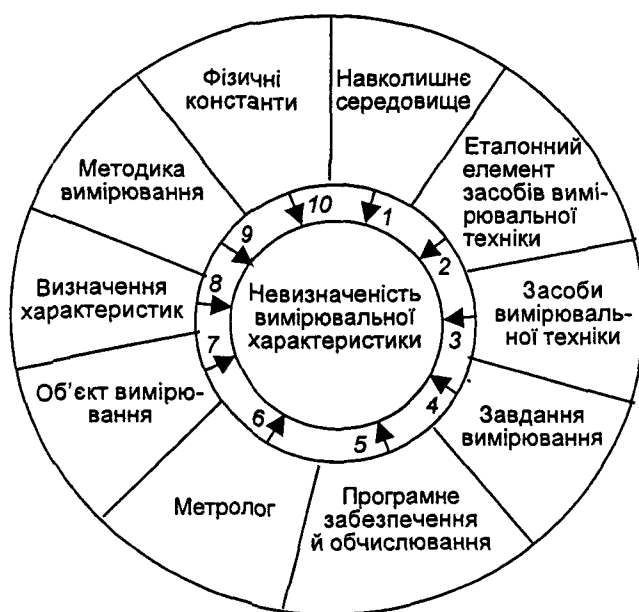 Фізичні
константи
Навколишнє
середовище
Еталонний
елемент
засобів вимі-
рювальної
техніки
Засоби
вимірюваль-
ної техніки
Завдання
вимірювання
Програмне
забезпечення
й обчислювання
Метролог
Об'єкт вимірю-
вання
Визначення
характеристик
Методика
вимірювання
10
1
2
3
4
5
6
7
8
9
Невизначеність
вимірювальної
характеристики